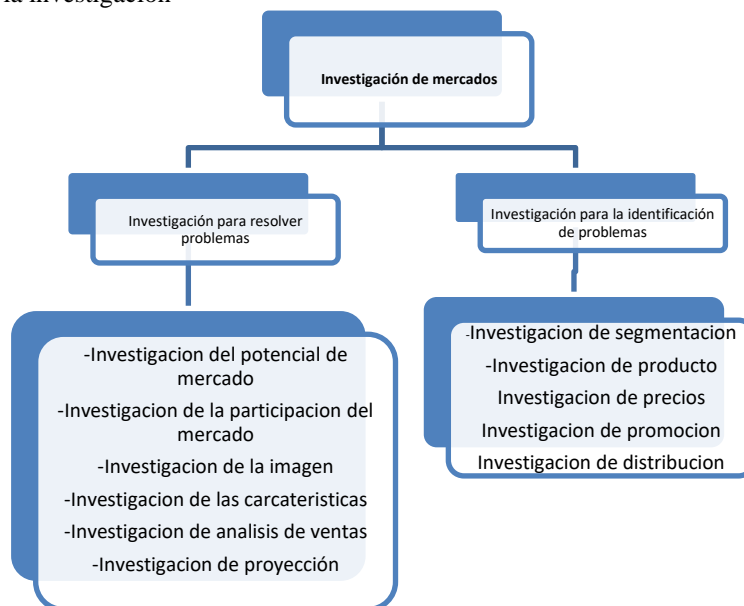 la investigación
Investigación de mercados
Investigación para resolver
problemas
Investigación para la identificación
de problemas
-Investigacion del potencial de
mercado
-Investigacion de la participacion del
mercado
-Investigacion de la imagen
-Investigacion de las carcateristicas
-Investigacion de analisis de ventas
-Investigacion de proyección
-Investigacion de segmentacion
-Investigacion de producto
Investigacion de precios
Investigacion de promocion
Investigacion de distribucion